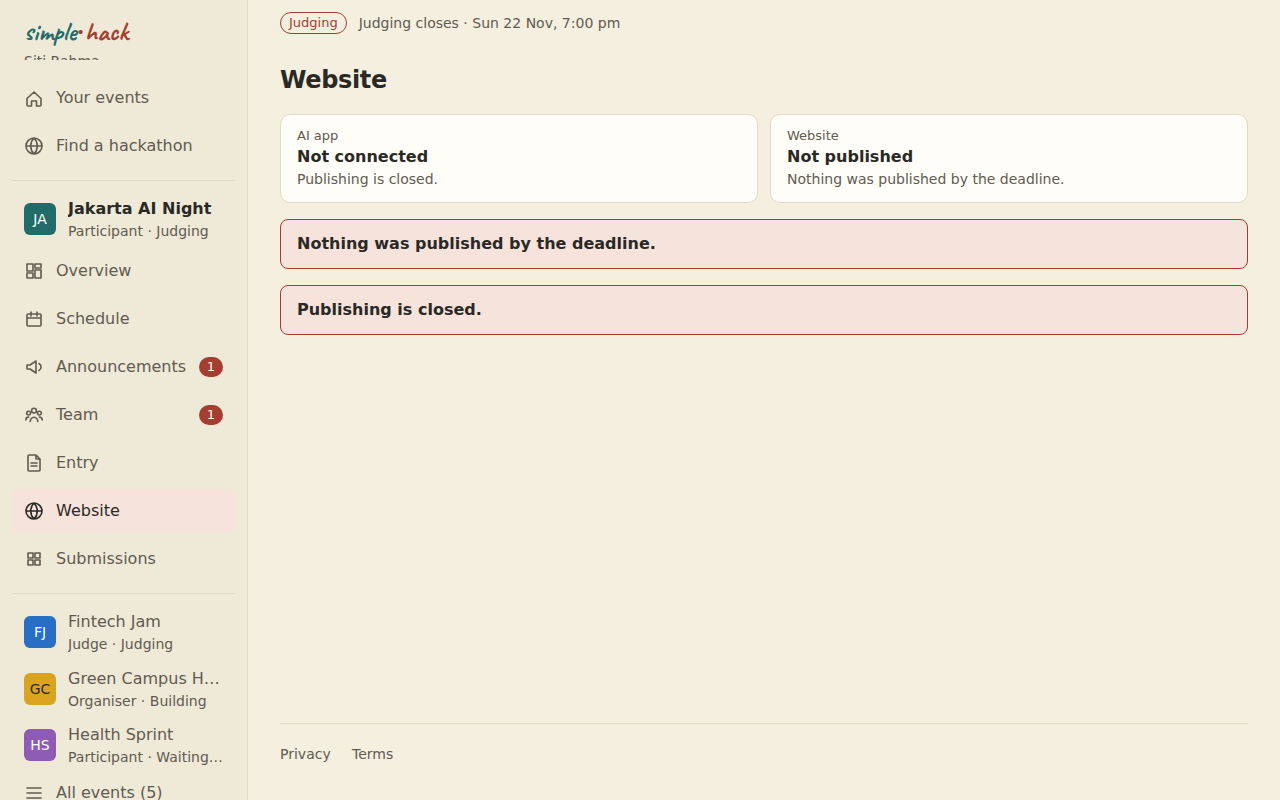 simple·hack
Siti Rahma
Your events
Find a hackathon
JA
Jakarta AI Night
Participant · Judging
Overview
Schedule
Announcements 1
Team 1
Entry
Website
Submissions
FJ
Fintech Jam
Judge · Judging
GC
Green Campus H…
Organiser · Building
HS
Health Sprint
Participant · Waiting…
All events (5)
Judging Judging closes · Sun 22 Nov, 7:00 pm
Website
AI app
Not connected
Publishing is closed.
Website
Not published
Nothing was published by the deadline.
Nothing was published by the deadline.
Publishing is closed.
Privacy Terms